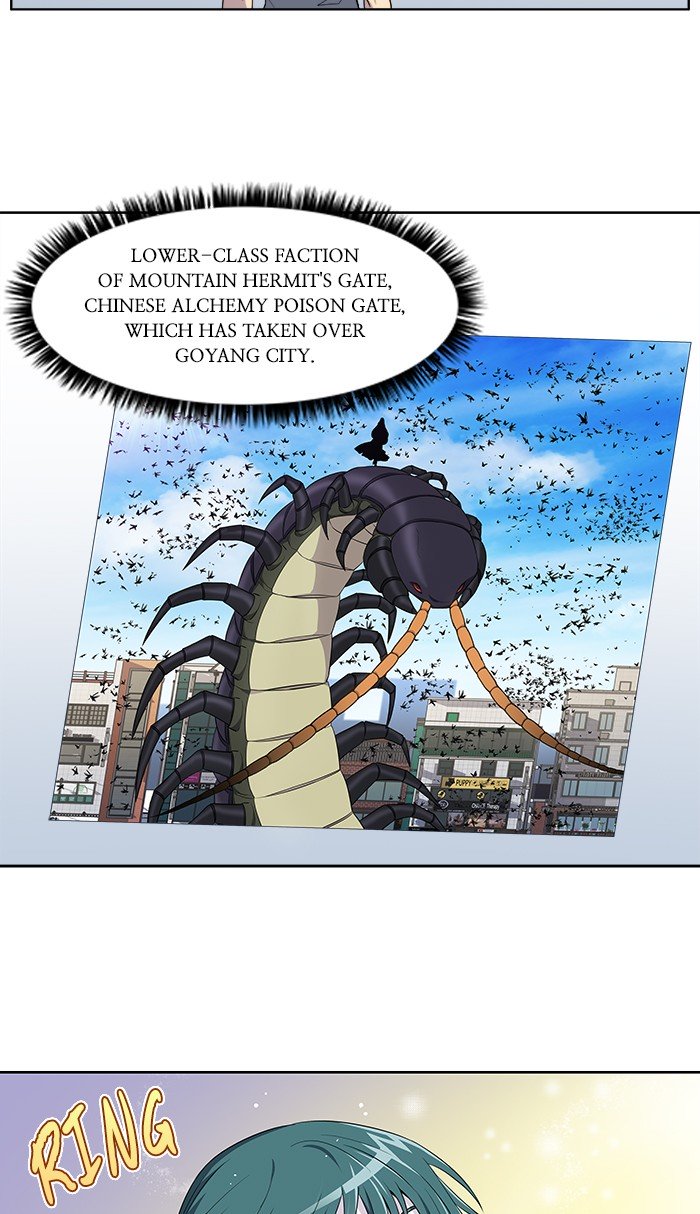 LOWER-CLASS FACTION
OF MOUNTAIN HERMIT'S GATE,
CHINESE ALCHEMY POISON GATE,
WHICH HAS TAKEN OVER
GOYANG CITY.
PUPPY
RING